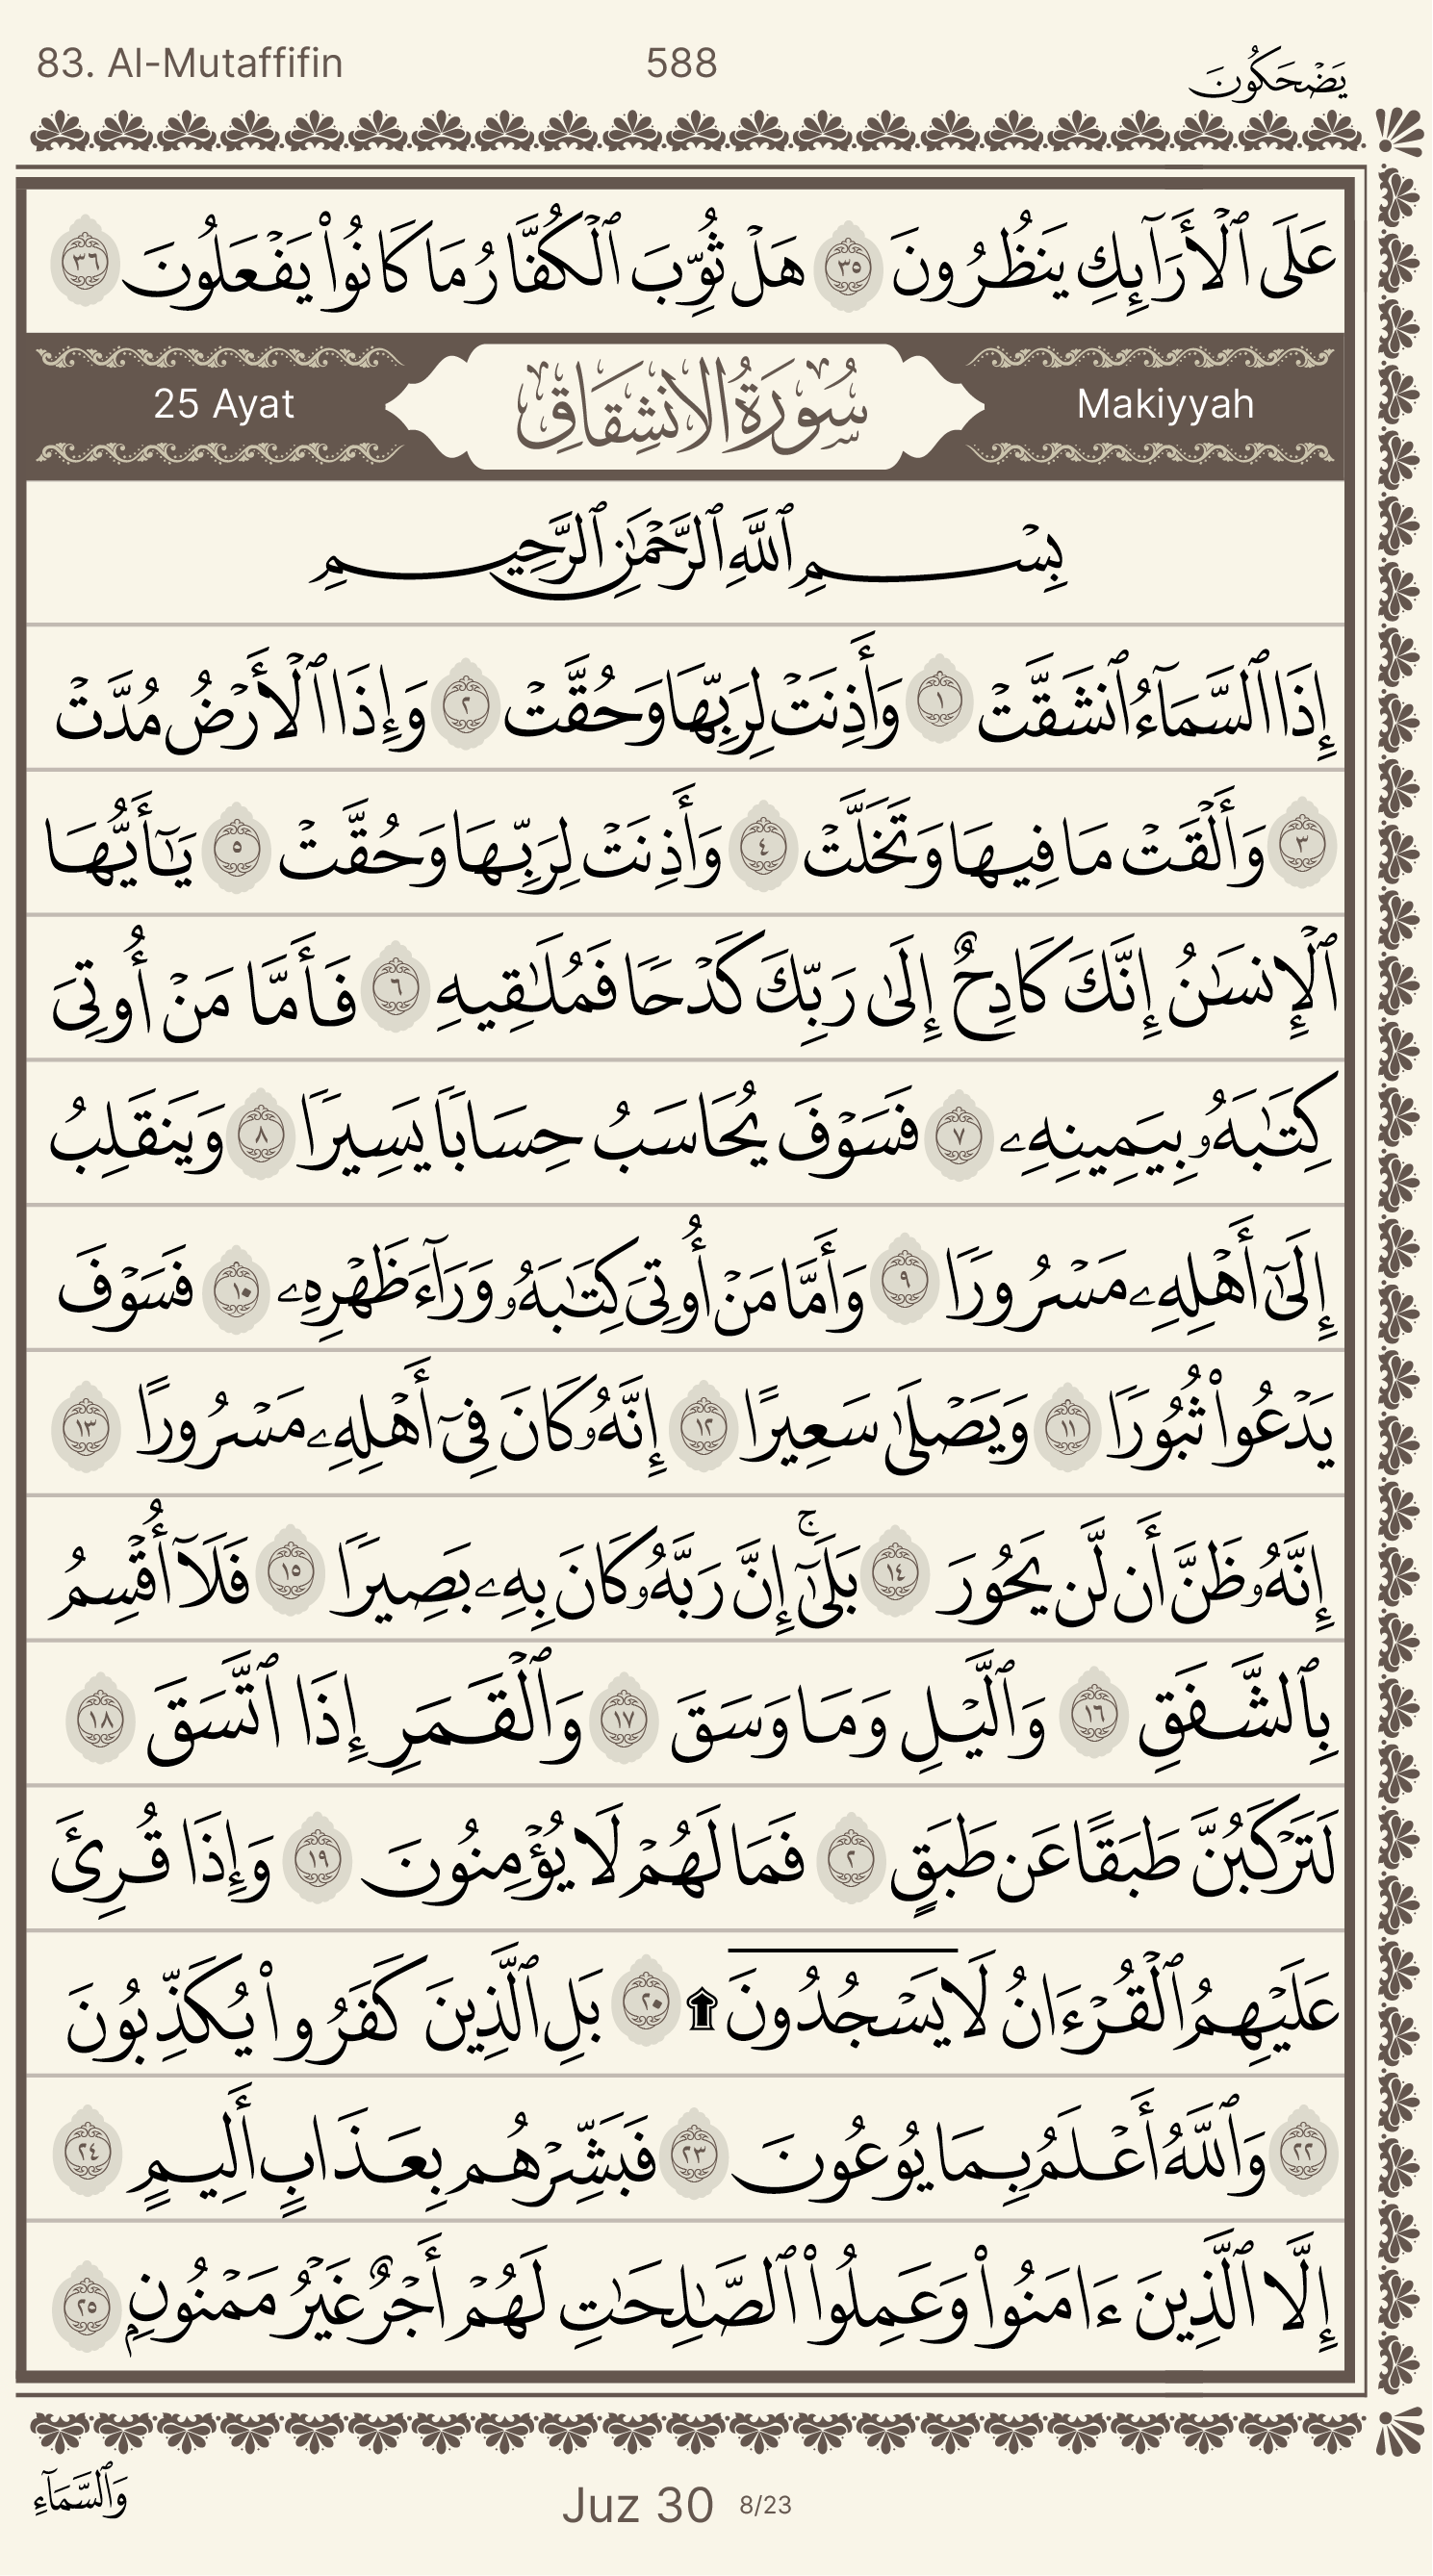 83. Al-Mutaffifin 588 يَضْحَكُونَ
عَلَى ٱلْأَرَآئِكِ يَنظُرُونَ ٣٥ هَلْ ثُوِّبَ ٱلْكُفَّارُ مَا كَانُوا۟ يَفْعَلُونَ ٣٦
25 Ayat سُورَةُ الانشِقَاقِ Makiyyah
بِسْمِ ٱللَّهِ ٱلرَّحْمَٰنِ ٱلرَّحِيمِ
إِذَا ٱلسَّمَآءُ ٱنشَقَّتْ ١ وَأَذِنَتْ لِرَبِّهَا وَحُقَّتْ ٢ وَإِذَا ٱلْأَرْضُ مُدَّتْ
٣ وَأَلْقَتْ مَا فِيهَا وَتَخَلَّتْ ٤ وَأَذِنَتْ لِرَبِّهَا وَحُقَّتْ ٥ يَٰٓأَيُّهَا
ٱلْإِنسَٰنُ إِنَّكَ كَادِحٌ إِلَىٰ رَبِّكَ كَدْحًا فَمُلَٰقِيهِ ٦ فَأَمَّا مَنْ أُوتِىَ
كِتَٰبَهُۥ بِيَمِينِهِۦ ٧ فَسَوْفَ يُحَاسَبُ حِسَابًا يَسِيرًا ٨ وَيَنقَلِبُ
إِلَىٰٓ أَهْلِهِۦ مَسْرُورًا ٩ وَأَمَّا مَنْ أُوتِىَ كِتَٰبَهُۥ وَرَآءَ ظَهْرِهِۦ ١٠ فَسَوْفَ
يَدْعُوا۟ ثُبُورًا ١١ وَيَصْلَىٰ سَعِيرًا ١٢ إِنَّهُۥ كَانَ فِىٓ أَهْلِهِۦ مَسْرُورًا ١٣
إِنَّهُۥ ظَنَّ أَن لَّن يَحُورَ ١٤ بَلَىٰٓۚ إِنَّ رَبَّهُۥ كَانَ بِهِۦ بَصِيرًا ١٥ فَلَآ أُقْسِمُ
بِٱلشَّفَقِ ١٦ وَٱلَّيْلِ وَمَا وَسَقَ ١٧ وَٱلْقَمَرِ إِذَا ٱتَّسَقَ ١٨
لَتَرْكَبُنَّ طَبَقًا عَن طَبَقٍ ٢ فَمَا لَهُمْ لَا يُؤْمِنُونَ ١٩ وَإِذَا قُرِئَ
عَلَيْهِمُ ٱلْقُرْءَانُ لَا يَسْجُدُونَ ۩ ٢٠ بَلِ ٱلَّذِينَ كَفَرُوا۟ يُكَذِّبُونَ
٢٢ وَٱللَّهُ أَعْلَمُ بِمَا يُوعُونَ ٢٣ فَبَشِّرْهُم بِعَذَابٍ أَلِيمٍ ٢٤
إِلَّا ٱلَّذِينَ ءَامَنُوا۟ وَعَمِلُوا۟ ٱلصَّٰلِحَٰتِ لَهُمْ أَجْرٌ غَيْرُ مَمْنُونٍۭ ٢٥
وَٱلسَّمَآءِ Juz 30 8/23